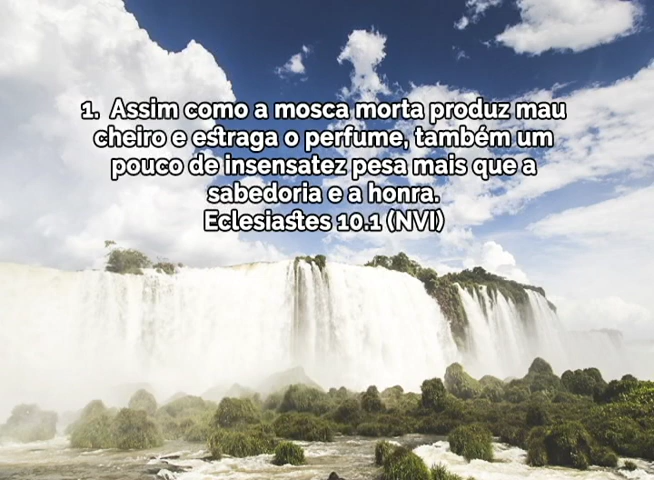 1. Assim como a mosca morta produz mau
cheiro e estraga o perfume, também um
pouco de insensatez pesa mais que a
sabedoria e a honra.
Eclesiastes 10.1 (NVI)